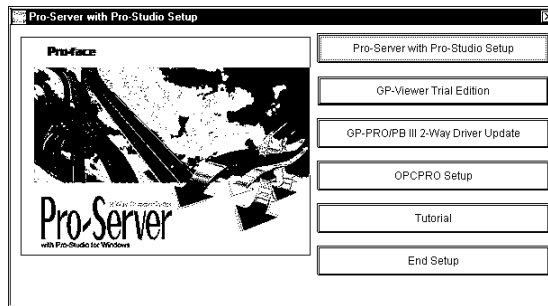 Pro-Server with Pro-Studio Setup
Pro-face
Pro-Server
with Pro-Studio for Windows
Pro-Server with Pro-Studio Setup
GP-Viewer Trial Edition
GP-PRO/PB III 2-Way Driver Update
OPCPRO Setup
Tutorial
End Setup